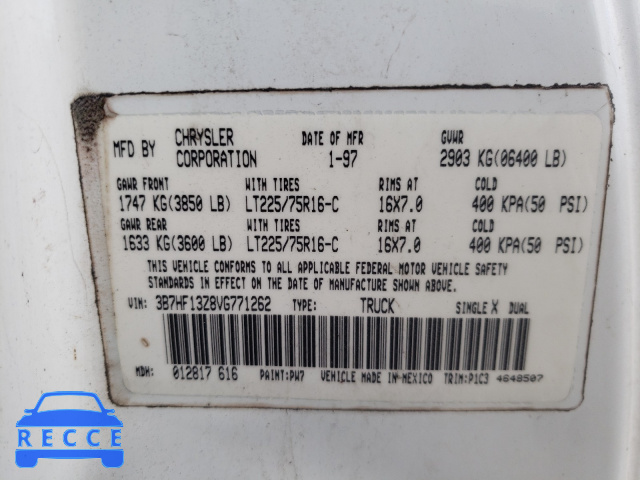 MFD BY CHRYSLER CORPORATION DATE OF MFR 1-97 GVWR 2903 KG(06400 LB)
GAWR FRONT WITH TIRES RIMS AT COLD
1747 KG(3850 LB) LT225/75R16-C 16X7.0 400 KPA(50 PSI)
GAWR REAR WITH TIRES RIMS AT COLD
1633 KG(3600 LB) LT225/75R16-C 16X7.0 400 KPA(50 PSI)
THIS VEHICLE CONFORMS TO ALL APPLICABLE FEDERAL MOTOR VEHICLE SAFETY
STANDARDS IN EFFECT ON THE DATE OF MANUFACTURE SHOWN ABOVE.
VIN: 3B7HF13Z8VG771262 TYPE: TRUCK SINGLE X DUAL
MDH: 012817 616 PAINT:PW7 VEHICLE MADE IN MEXICO TRIM:P1C3 4648507
RECCE